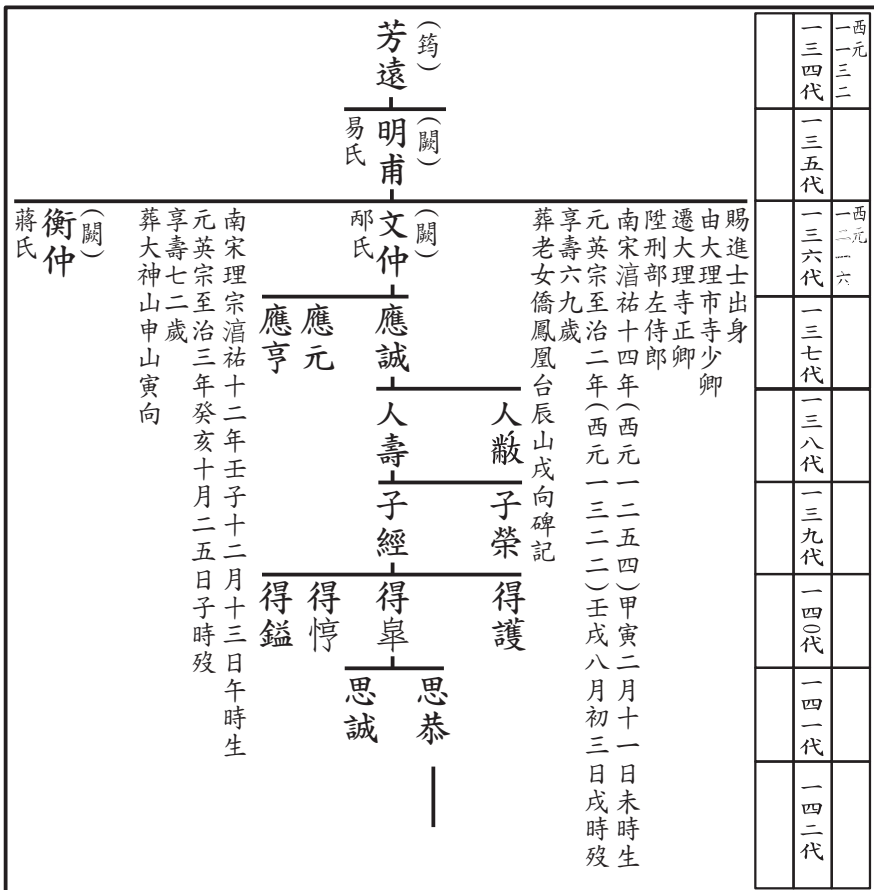 西元
一一三二
一三四代
一三五代
西元
一二一六
一三六代
一三七代
一三八代
一三九代
一四〇代
一四一代
一四二代
(筠)
芳遠
(闕)
明甫
易氏
賜進士出身
由大理市寺少卿
遷大理寺正卿
陞刑部左侍郎
南宋淯祐十四年(西元一二五四)甲寅二月十一日未時生
元英宗至治二年(西元一三二二)壬戌八月初三日戌時歿
享壽六九歲
葬老女僑鳳凰台辰山戌向碑記
(闕)
文仲
邴氏
南宋理宗淯祐十二年壬子十二月十三日午時生
元英宗至治三年癸亥十月二五日子時歿
享壽七二歲
葬大神山申山寅向
(闕)
衡仲
蔣氏
應誠
應元
應亨
人敝
人壽
子榮
子經
得護
得皐
得惸
得鎰
思恭
思誠